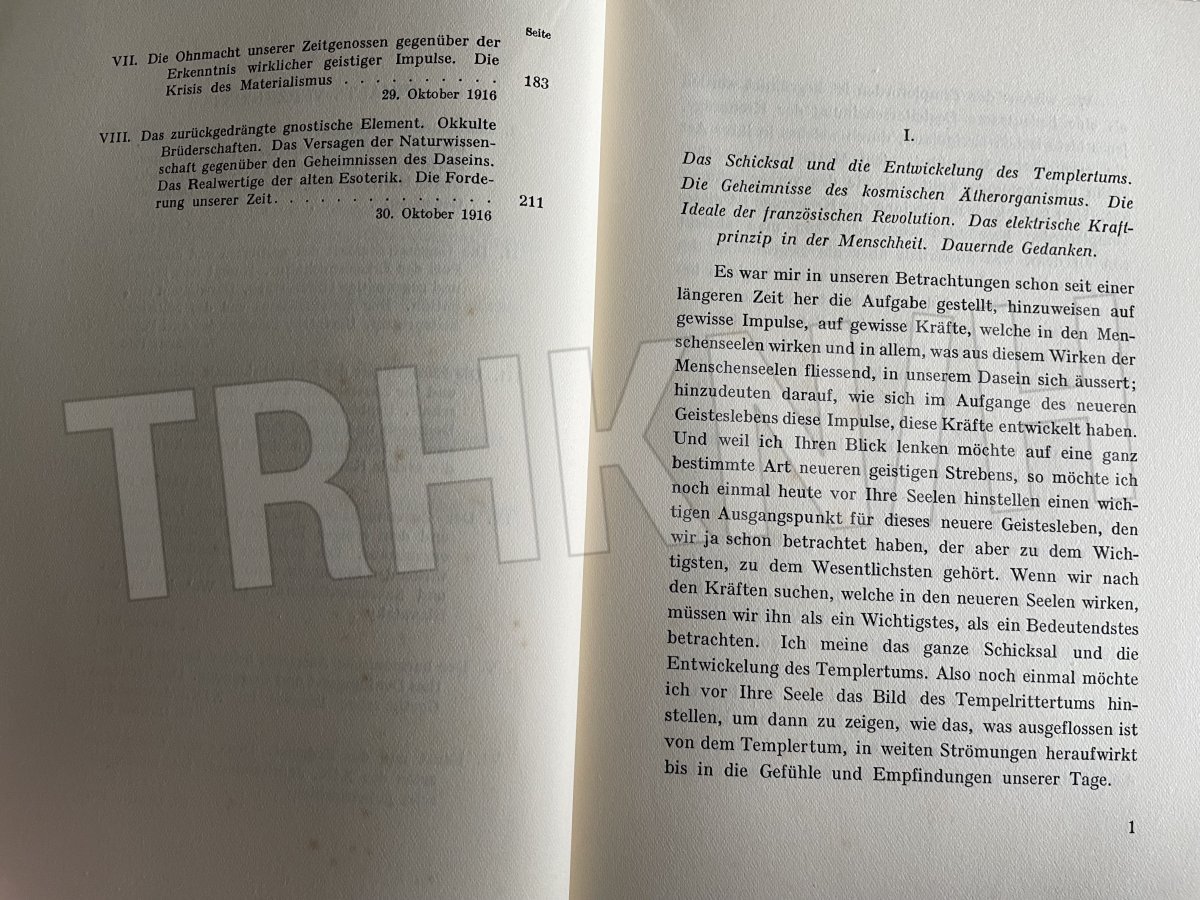 Seite
VII. Die Ohnmacht unserer Zeitgenossen gegenüber der
Erkenntnis wirklicher geistiger Impulse. Die
Krisis des Materialismus . . . . . . . . . . 183
29. Oktober 1916
VIII. Das zurückgedrängte gnostische Element. Okkulte
Brüderschaften. Das Versagen der Naturwissen-
schaft gegenüber den Geheimnissen des Daseins.
Das Realwertige der alten Esoterik. Die Forde-
rung unserer Zeit. . . . . . . . . . . . . . 211
30. Oktober 1916
I.
Das Schicksal und die Entwickelung des Templertums.
Die Geheimnisse des kosmischen Ätherorganismus. Die
Ideale der französischen Revolution. Das elektrische Kraft-
prinzip in der Menschheit. Dauernde Gedanken.
Es war mir in unseren Betrachtungen schon seit einer
längeren Zeit her die Aufgabe gestellt, hinzuweisen auf
gewisse Impulse, auf gewisse Kräfte, welche in den Men-
schenseelen wirken und in allem, was aus diesem Wirken der
Menschenseelen fliessend, in unserem Dasein sich äussert;
hinzudeuten darauf, wie sich im Aufgange des neueren
Geisteslebens diese Impulse, diese Kräfte entwickelt haben.
Und weil ich Ihren Blick lenken möchte auf eine ganz
bestimmte Art neueren geistigen Strebens, so möchte ich
noch einmal heute vor Ihre Seelen hinstellen einen wich-
tigen Ausgangspunkt für dieses neuere Geistesleben, den
wir ja schon betrachtet haben, der aber zu dem Wich-
tigsten, zu dem Wesentlichsten gehört. Wenn wir nach
den Kräften suchen, welche in den neueren Seelen wirken,
müssen wir ihn als ein Wichtigstes, als ein Bedeutendstes
betrachten. Ich meine das ganze Schicksal und die
Entwickelung des Templertums. Also noch einmal möchte
ich vor Ihre Seele das Bild des Tempelrittertums hin-
stellen, um dann zu zeigen, wie das, was ausgeflossen ist
von dem Templertum, in weiten Strömungen heraufwirkt
bis in die Gefühle und Empfindungen unserer Tage.
1